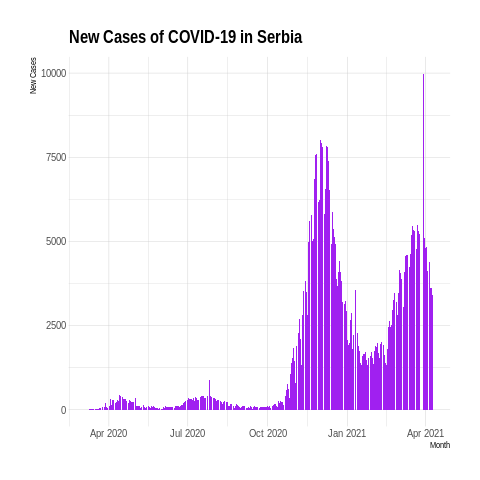 New Cases of COVID-19 in Serbia
New Cases
10000
7500
5000
2500
0
Apr 2020 Jul 2020 Oct 2020 Jan 2021 Apr 2021
Month